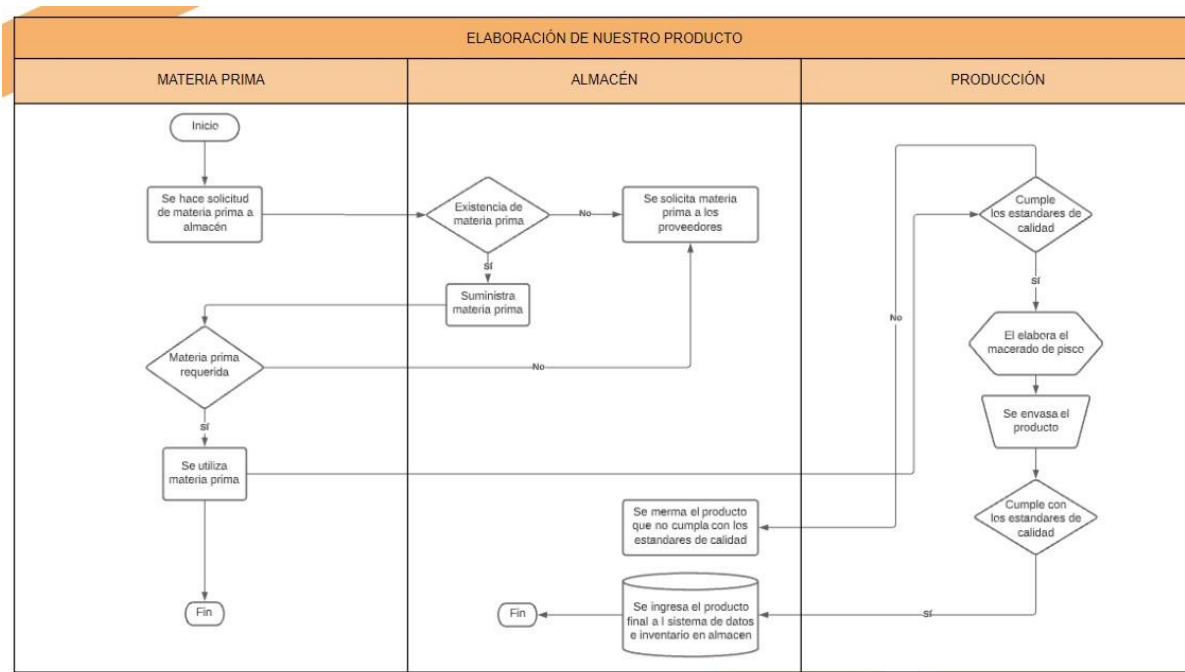 ELABORACIÓN DE NUESTRO PRODUCTO
MATERIA PRIMA
ALMACÉN
PRODUCCIÓN
Inicio
Se hace solicitud
de materia prima a
almacén
Existencia de
materia prima
No
Se solicita materia
prima a los
proveedores
Cumple
los estandares de
calidad
SÍ
Suministra
materia prima
SÍ
No
Materia prima
requerida
No
El elabora el
macerado de pisco
SÍ
Se envasa el
producto
Se utiliza
materia prima
Se merma el producto
que no cumpla con los
estandares de calidad
Cumple con
los estandares de
calidad
Fin
Fin
Se ingresa el producto
final a l sistema de datos
e inventario en almacen
SÍ